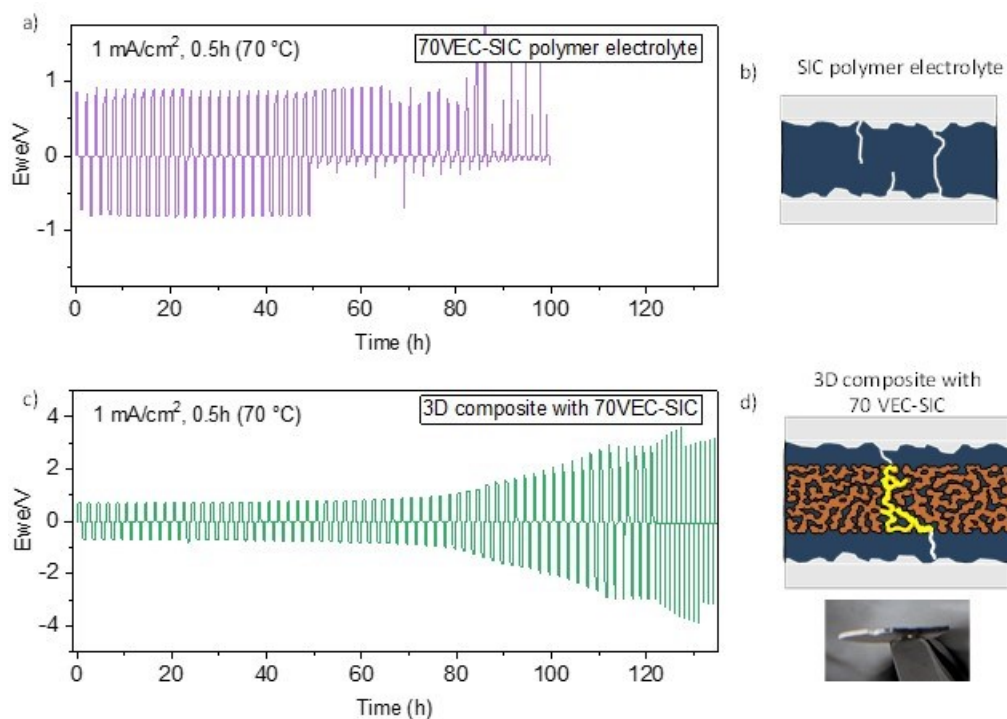 a)
1 mA/cm², 0.5h (70 °C)
70VEC-SIC polymer electrolyte
Ewe/V
1
0
-1
0 20 40 60 80 100 120
Time (h)
b)
SIC polymer electrolyte
c)
1 mA/cm², 0.5h (70 °C)
3D composite with 70VEC-SIC
Ewe/V
4
2
0
-2
-4
0 20 40 60 80 100 120
Time (h)
d)
3D composite with
70 VEC-SIC